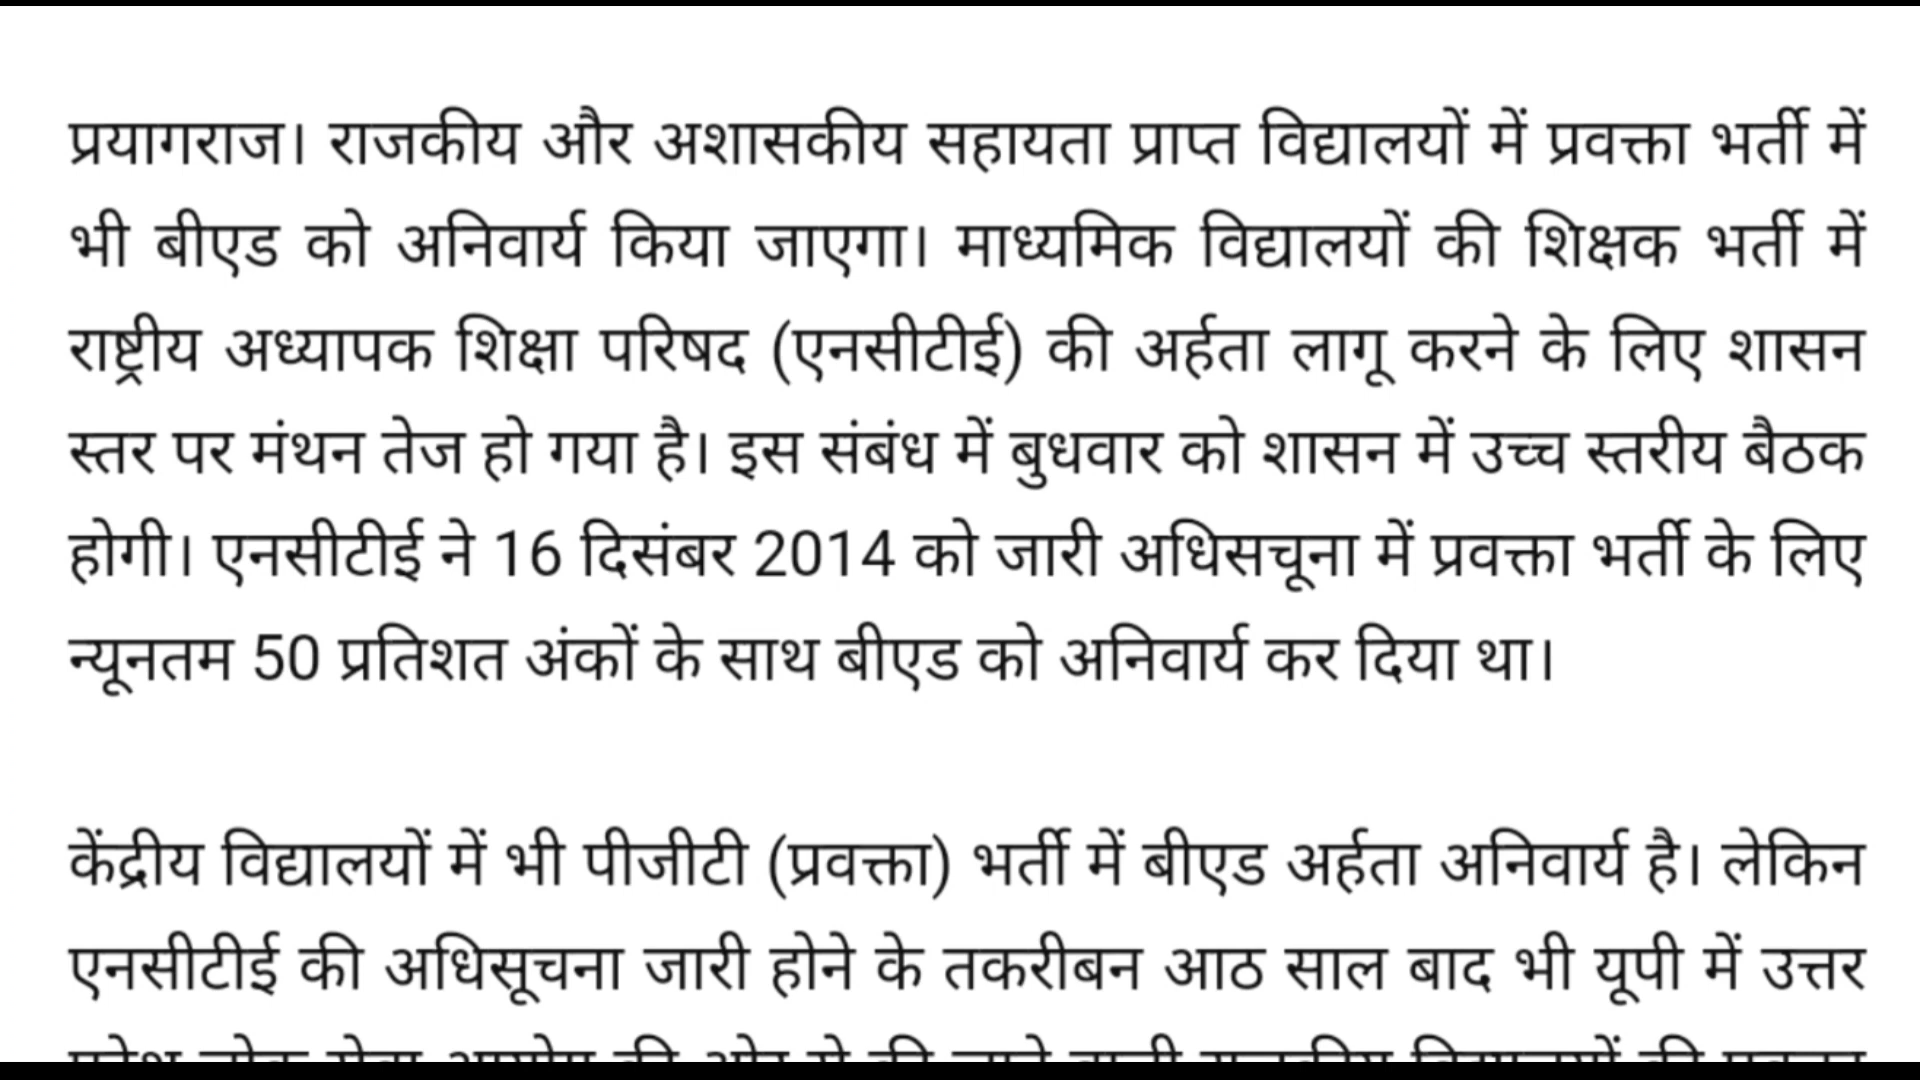 प्रयागराज। राजकीय और अशासकीय सहायता प्राप्त विद्यालयों में प्रवक्ता भर्ती में
भी बीएड को अनिवार्य किया जाएगा। माध्यमिक विद्यालयों की शिक्षक भर्ती में
राष्ट्रीय अध्यापक शिक्षा परिषद (एनसीटीई) की अर्हता लागू करने के लिए शासन
स्तर पर मंथन तेज हो गया है। इस संबंध में बुधवार को शासन में उच्च स्तरीय बैठक
होगी। एनसीटीई ने 16 दिसंबर 2014 को जारी अधिसचूना में प्रवक्ता भर्ती के लिए
न्यूनतम 50 प्रतिशत अंकों के साथ बीएड को अनिवार्य कर दिया था।
केंद्रीय विद्यालयों में भी पीजीटी (प्रवक्ता) भर्ती में बीएड अर्हता अनिवार्य है। लेकिन
एनसीटीई की अधिसूचना जारी होने के तकरीबन आठ साल बाद भी यूपी में उत्तर